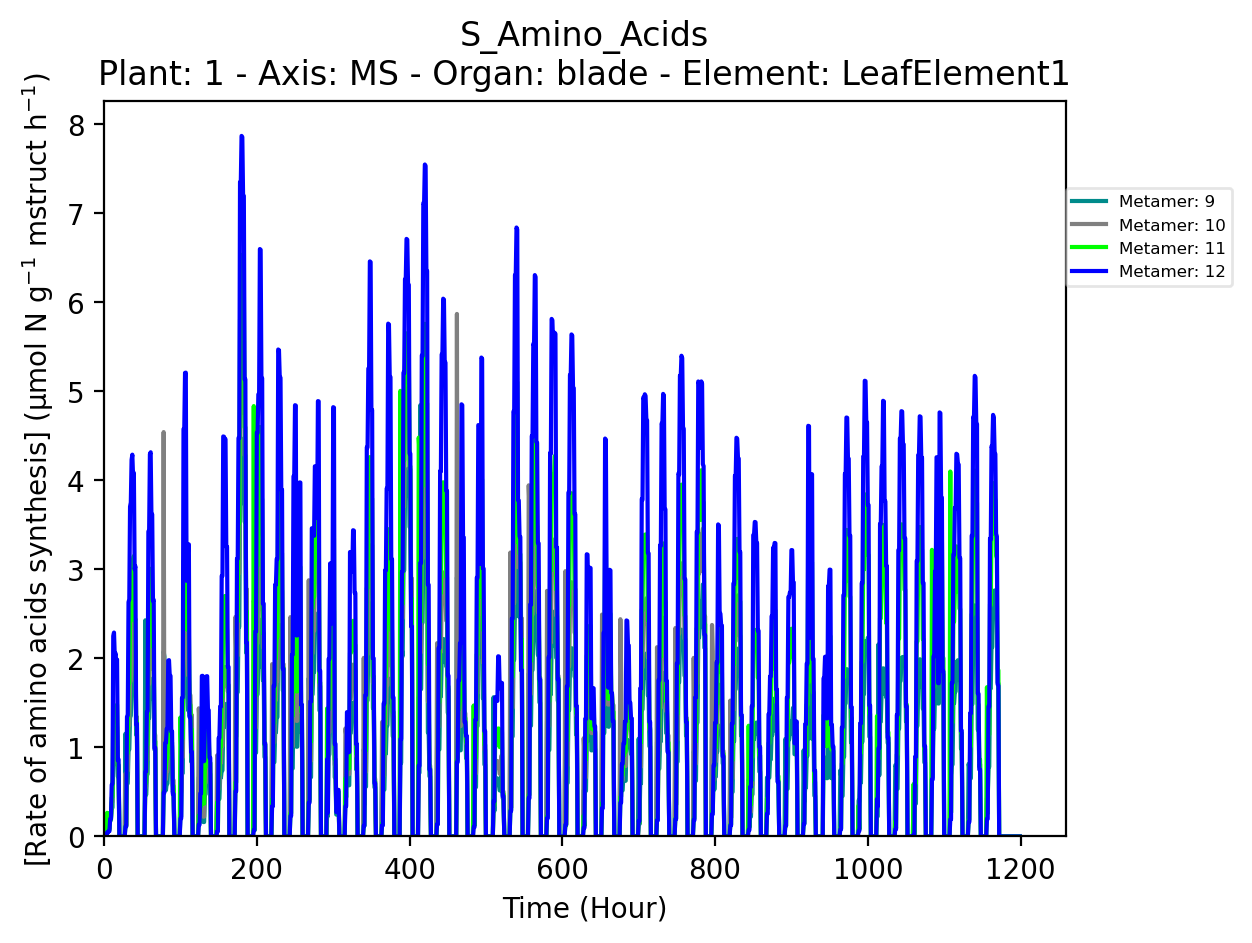 S_Amino_Acids
Plant: 1 - Axis: MS - Organ: blade - Element: LeafElement1
[Rate of amino acids synthesis] (µmol N g⁻¹ mstruct h⁻¹)
8
7
6
5
4
3
2
1
0
0 200 400 600 800 1000 1200
Time (Hour)
Metamer: 9
Metamer: 10
Metamer: 11
Metamer: 12